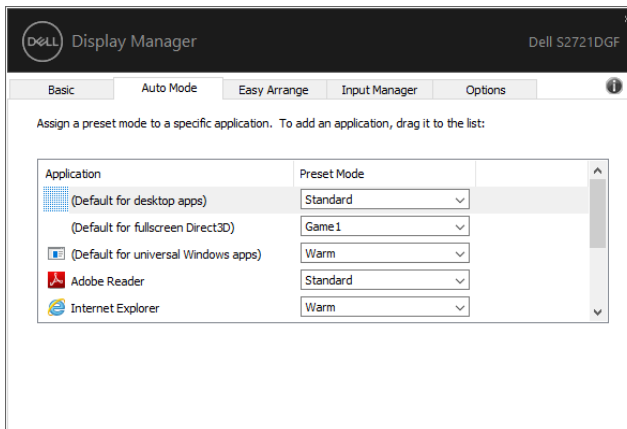 DELL Display Manager Dell S2721DGF
Basic Auto Mode Easy Arrange Input Manager Options
Assign a preset mode to a specific application. To add an application, drag it to the list:
Application Preset Mode
(Default for desktop apps) Standard
(Default for fullscreen Direct3D) Game1
(Default for universal Windows apps) Warm
Adobe Reader Standard
Internet Explorer Warm